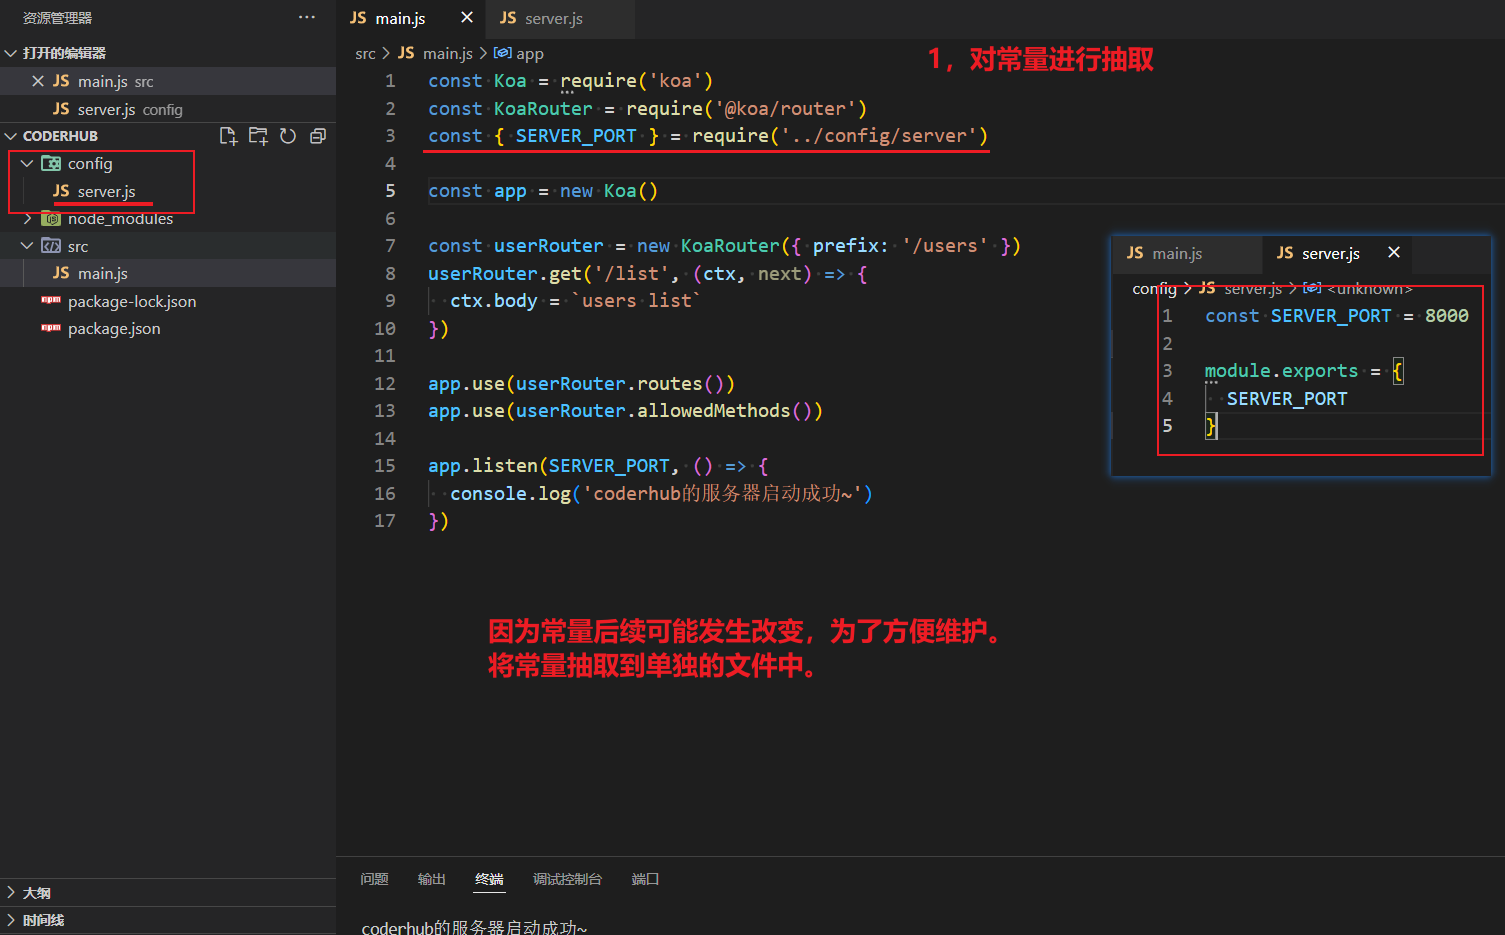 资源管理器 ···
打开的编辑器
JS main.js src
JS server.js config
CODERHUB
config
JS server.js
node_modules
src
JS main.js
package-lock.json
package.json
大纲
时间线
JS main.js JS server.js
src > JS main.js > app
1，对常量进行抽取
1 const Koa = require('koa')
2 const KoaRouter = require('@koa/router')
3 const { SERVER_PORT } = require('../config/server')
4
5 const app = new Koa()
6
7 const userRouter = new KoaRouter({ prefix: '/users' })
8 userRouter.get('/list', (ctx, next) => {
9 ctx.body = `users list`
10 })
11
12 app.use(userRouter.routes())
13 app.use(userRouter.allowedMethods())
14
15 app.listen(SERVER_PORT, () => {
16 console.log('coderhub的服务器启动成功~')
17 })
JS main.js JS server.js
config > JS server.js > <unknown>
1 const SERVER_PORT = 8000
2
3 module.exports = {
4 SERVER_PORT
5 }
因为常量后续可能发生改变，为了方便维护。
将常量抽取到单独的文件中。
问题 输出 终端 调试控制台 端口
coderhub的服务器启动成功~